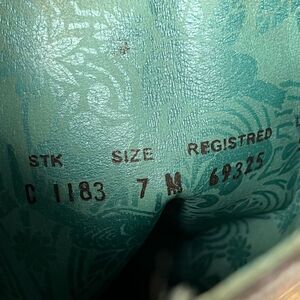 STK SIZE REGISTRED L
C 1183 7 M 69325